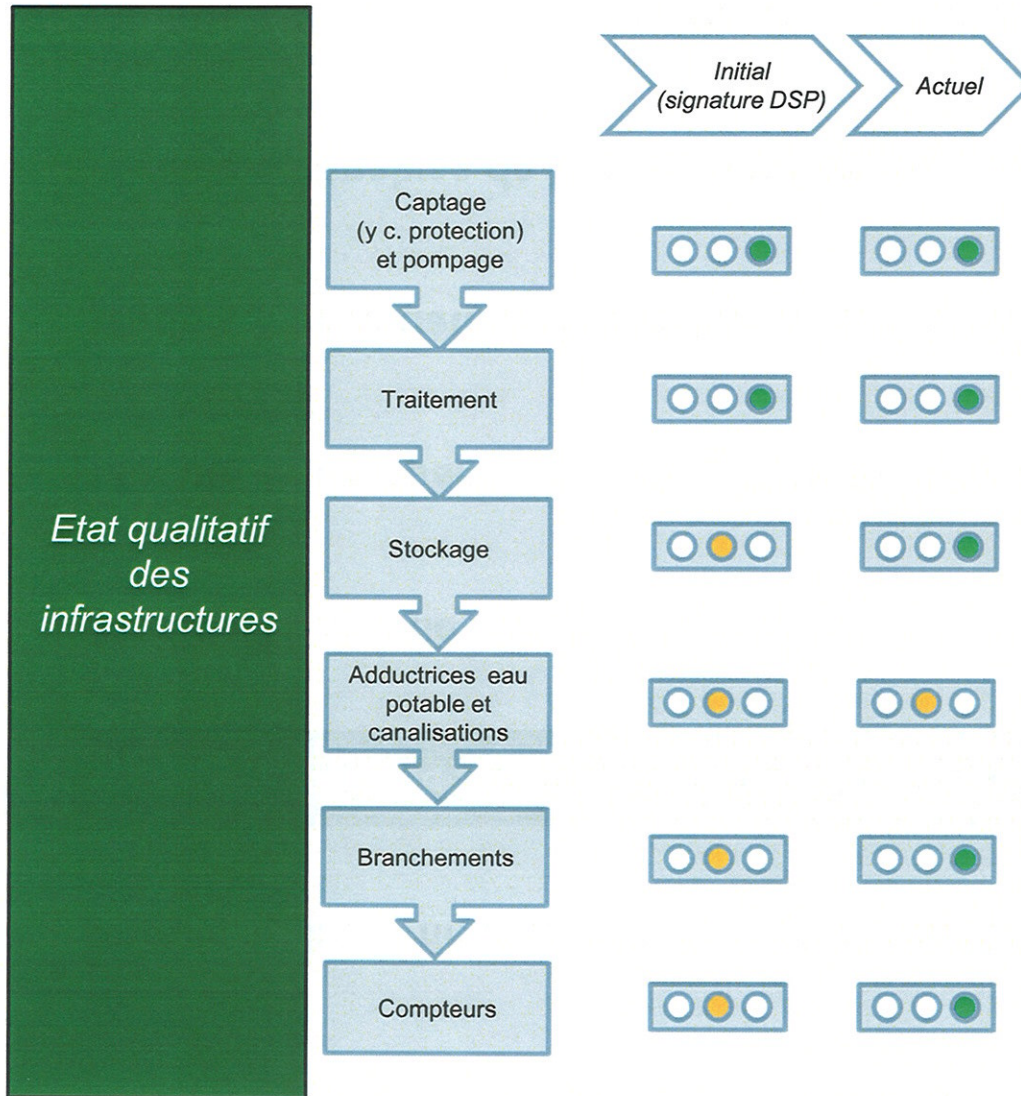 Initial
(signature DSP)
Actuel
Captage
(y c. protection)
et pompage
Traitement
Etat qualitatif
des
infrastructures
Stockage
Adductrices eau
potable et
canalisations
Branchements
Compteurs